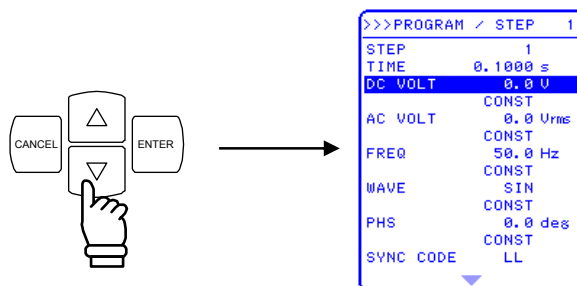 CANCEL
ENTER
>>>PROGRAM / STEP 1
STEP 1
TIME 0.1000 s
DC VOLT 0.0 V
CONST
AC VOLT 0.0 Vrms
CONST
FREQ 50.0 Hz
CONST
WAVE SIN
CONST
PHS 0.0 deg
CONST
SYNC CODE LL